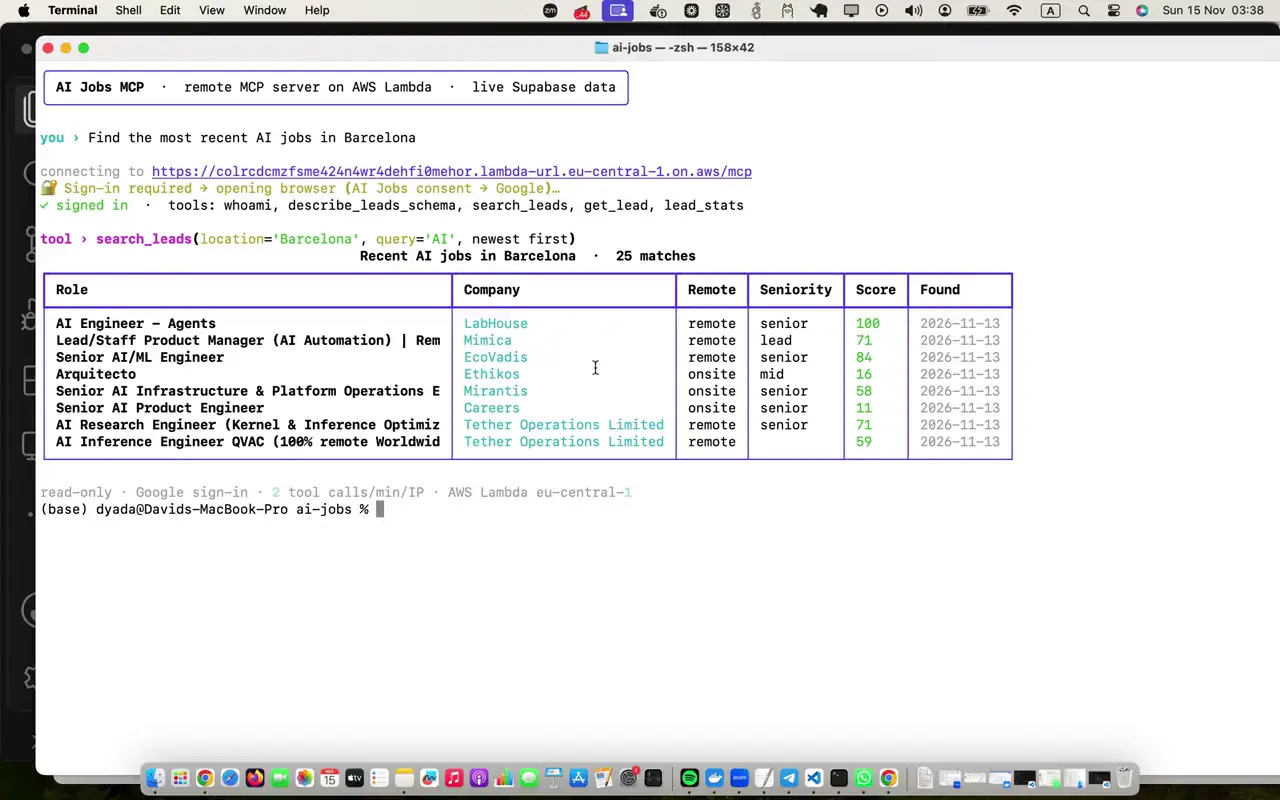 Terminal Shell Edit View Window Help zm 44 A Sun 15 Nov 03:38
ai-jobs — -zsh — 158×42
AI Jobs MCP · remote MCP server on AWS Lambda · live Supabase data
you › Find the most recent AI jobs in Barcelona
connecting to https://colrcdcmzfsme424n4wr4dehfi0mehor.lambda-url.eu-central-1.on.aws/mcp
🔐 Sign-in required → opening browser (AI Jobs consent → Google)…
✓ signed in · tools: whoami, describe_leads_schema, search_leads, get_lead, lead_stats
tool › search_leads(location='Barcelona', query='AI', newest first)
Recent AI jobs in Barcelona · 25 matches
Role Company Remote Seniority Score Found
AI Engineer – Agents LabHouse remote senior 100 2026-11-13
Lead/Staff Product Manager (AI Automation) | Rem Mimica remote lead 71 2026-11-13
Senior AI/ML Engineer EcoVadis remote senior 84 2026-11-13
Arquitecto Ethikos onsite mid 16 2026-11-13
Senior AI Infrastructure & Platform Operations E Mirantis onsite senior 58 2026-11-13
Senior AI Product Engineer Careers onsite senior 11 2026-11-13
AI Research Engineer (Kernel & Inference Optimiz Tether Operations Limited remote senior 71 2026-11-13
AI Inference Engineer QVAC (100% remote Worldwid Tether Operations Limited remote 59 2026-11-13
read-only · Google sign-in · 2 tool calls/min/IP · AWS Lambda eu-central-1
(base) dyada@Davids-MacBook-Pro ai-jobs %
15 tv zoom